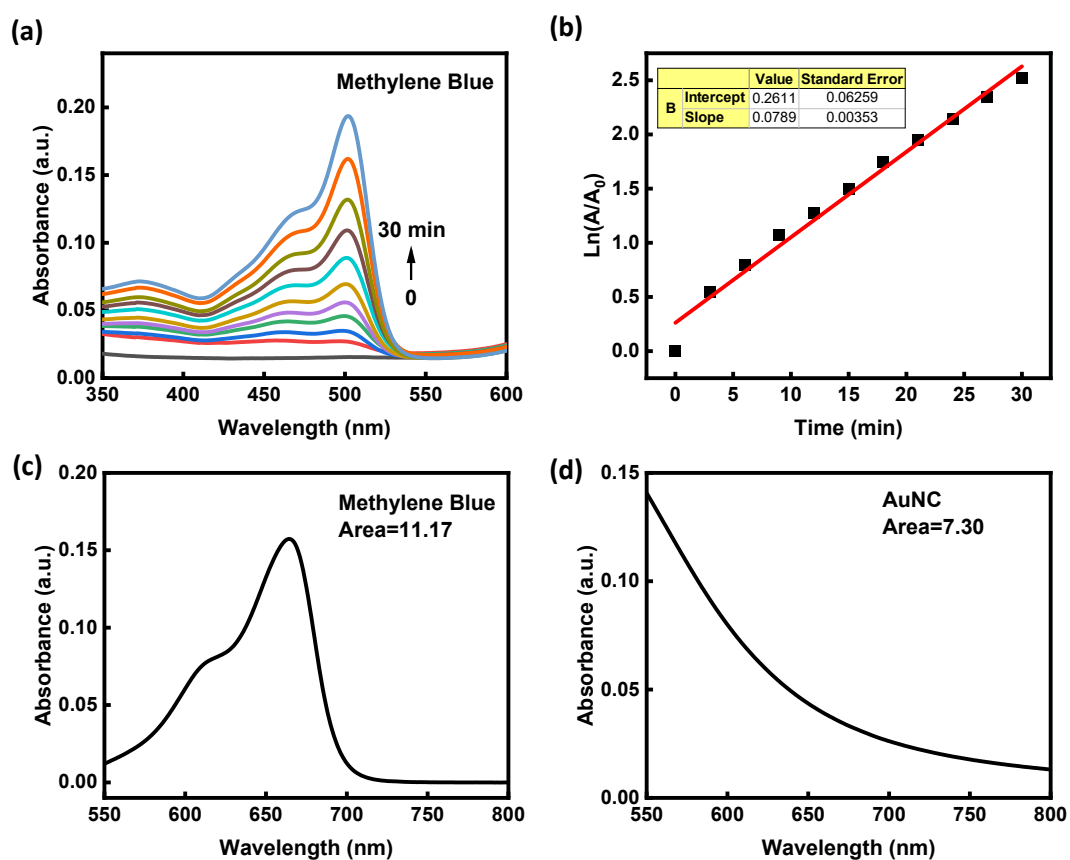 (a)
Methylene Blue
30 min
0
0.20
0.15
0.10
0.05
0.00
Absorbance (a.u.)
350 400 450 500 550 600
Wavelength (nm)
(b)
Value Standard Error
B Intercept 0.2611 0.06259
Slope 0.0789 0.00353
2.5
2.0
1.5
1.0
0.5
0.0
Ln(A/A0)
0 5 10 15 20 25 30
Time (min)
(c)
Methylene Blue
Area=11.17
0.20
0.15
0.10
0.05
0.00
Absorbance (a.u.)
550 600 650 700 750 800
Wavelength (nm)
(d)
AuNC
Area=7.30
0.15
0.10
0.05
0.00
Absorbance (a.u.)
550 600 650 700 750 800
Wavelength (nm)